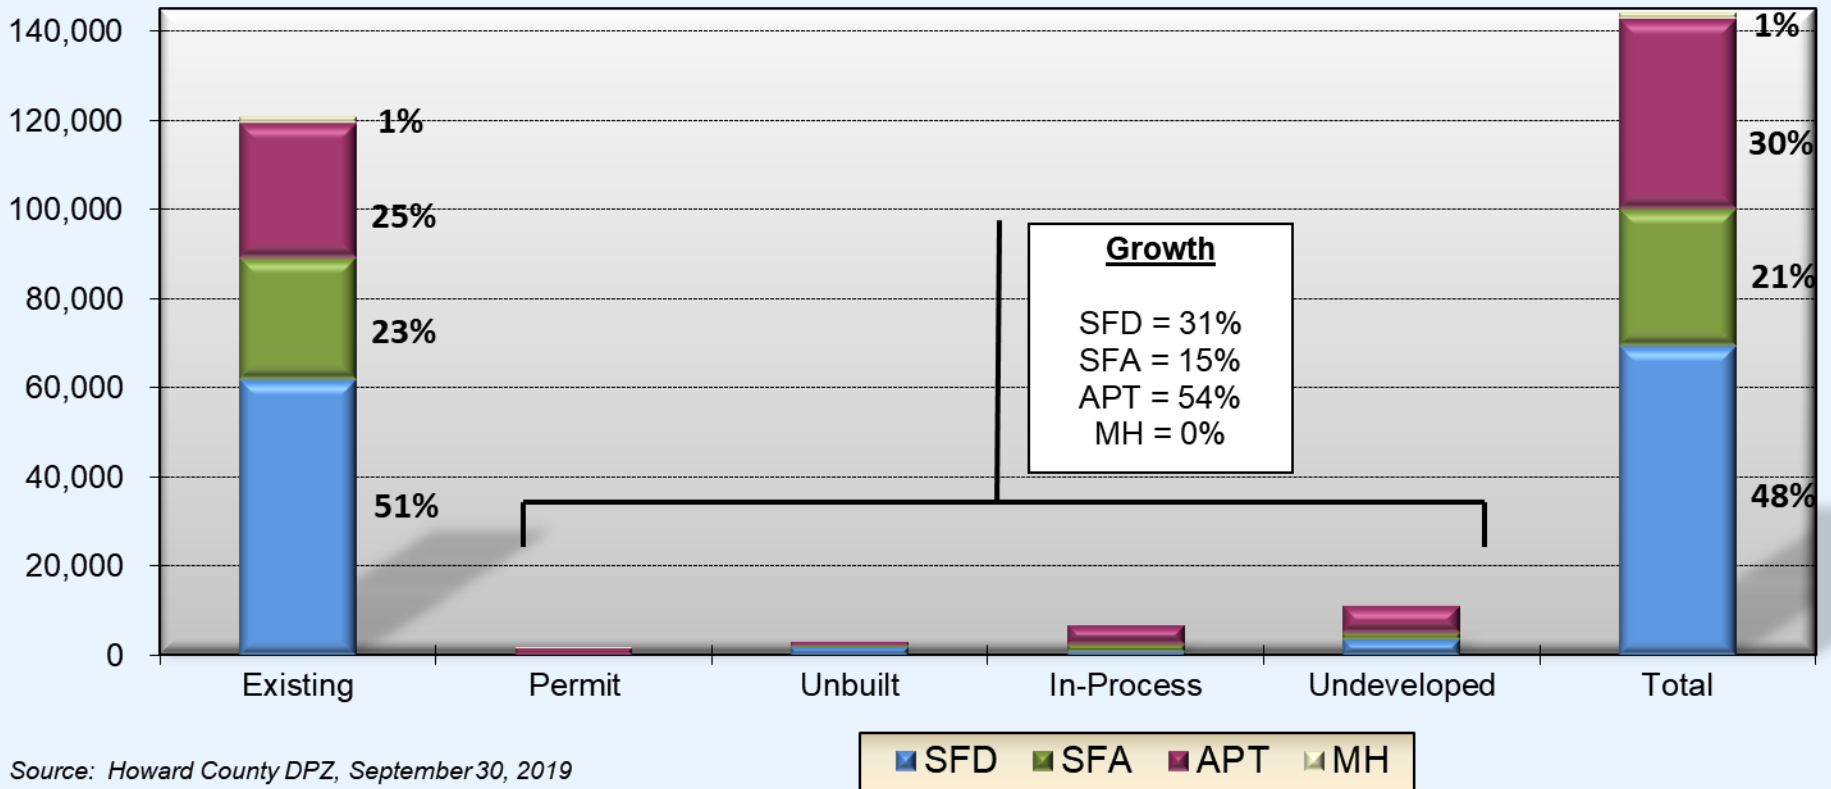 140,000
120,000
100,000
80,000
60,000
40,000
20,000
0
1%
25%
23%
51%
Growth
SFD = 31%
SFA = 15%
APT = 54%
MH = 0%
1%
30%
21%
48%
Existing
Permit
Unbuilt
In-Process
Undeveloped
Total
SFD
SFA
APT
MH
Source: Howard County DPZ, September 30, 2019